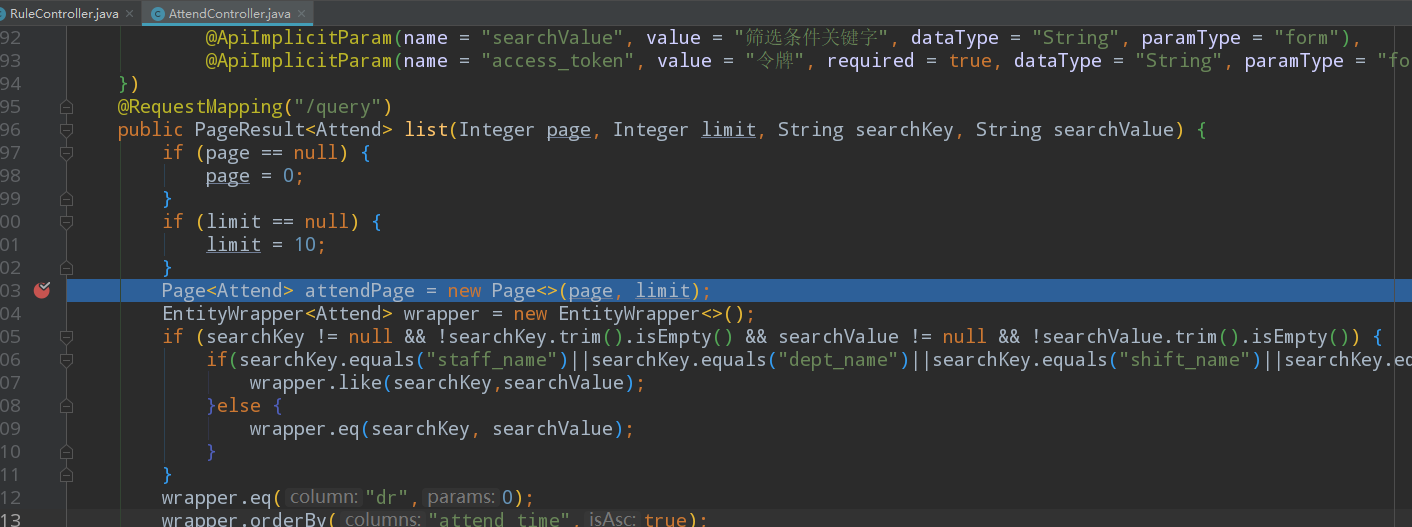 RuleController.java × AttendController.java ×
92 @ApiImplicitParam(name = "searchValue", value = "筛选条件关键字", dataType = "String", paramType = "form"),
93 @ApiImplicitParam(name = "access_token", value = "令牌", required = true, dataType = "String", paramType = "fo
94 })
95 @RequestMapping("/query")
96 public PageResult<Attend> list(Integer page, Integer limit, String searchKey, String searchValue) {
97 if (page == null) {
98 page = 0;
99 }
00 if (limit == null) {
01 limit = 10;
02 }
03 Page<Attend> attendPage = new Page<>(page, limit);
04 EntityWrapper<Attend> wrapper = new EntityWrapper<>();
05 if (searchKey != null && !searchKey.trim().isEmpty() && searchValue != null && !searchValue.trim().isEmpty()) {
06 if(searchKey.equals("staff_name")||searchKey.equals("dept_name")||searchKey.equals("shift_name")||searchKey.eq
07 wrapper.like(searchKey,searchValue);
08 }else {
09 wrapper.eq(searchKey, searchValue);
10 }
11 }
12 wrapper.eq( column: "dr", params: 0);
13 wrapper.orderBy( columns: "attend_time", isAsc: true);